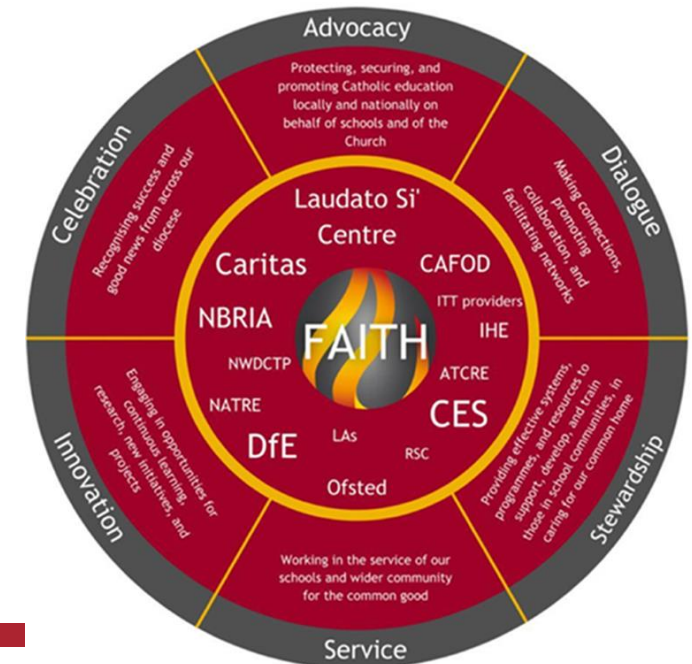 Advocacy
Protecting, securing, and
promoting Catholic education
locally and nationally on
behalf of schools and of the
Church
Dialogue
Making connections,
promoting
collaboration, and
facilitating networks
Stewardship
Providing effective systems,
programmes, and resources to
support, develop, and train
those in school communities, in
caring for our common home
Service
Working in the service of our
schools and wider community
for the common good
Innovation
Engaging in opportunities for
continuous learning,
research, new initiatives, and
projects
Celebration
Recognising success and
good news from across our
diocese
Laudato Si'
Centre
Caritas
CAFOD
ITT providers
NBRIA
IHE
FAITH
NWDCTP
ATCRE
NATRE
CES
DfE
LAs
RSC
Ofsted